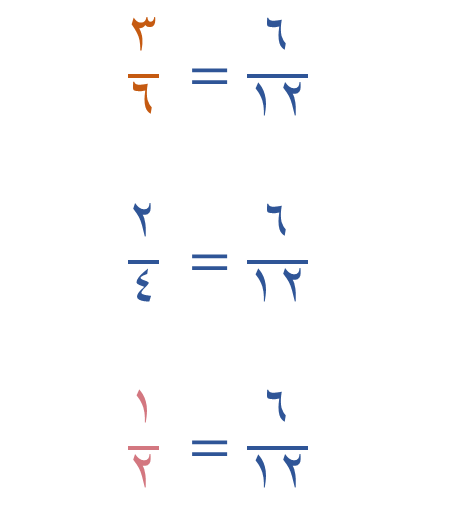 ٣/٦ = ٦/١٢
٢/٤ = ٦/١٢
١/٢ = ٦/١٢